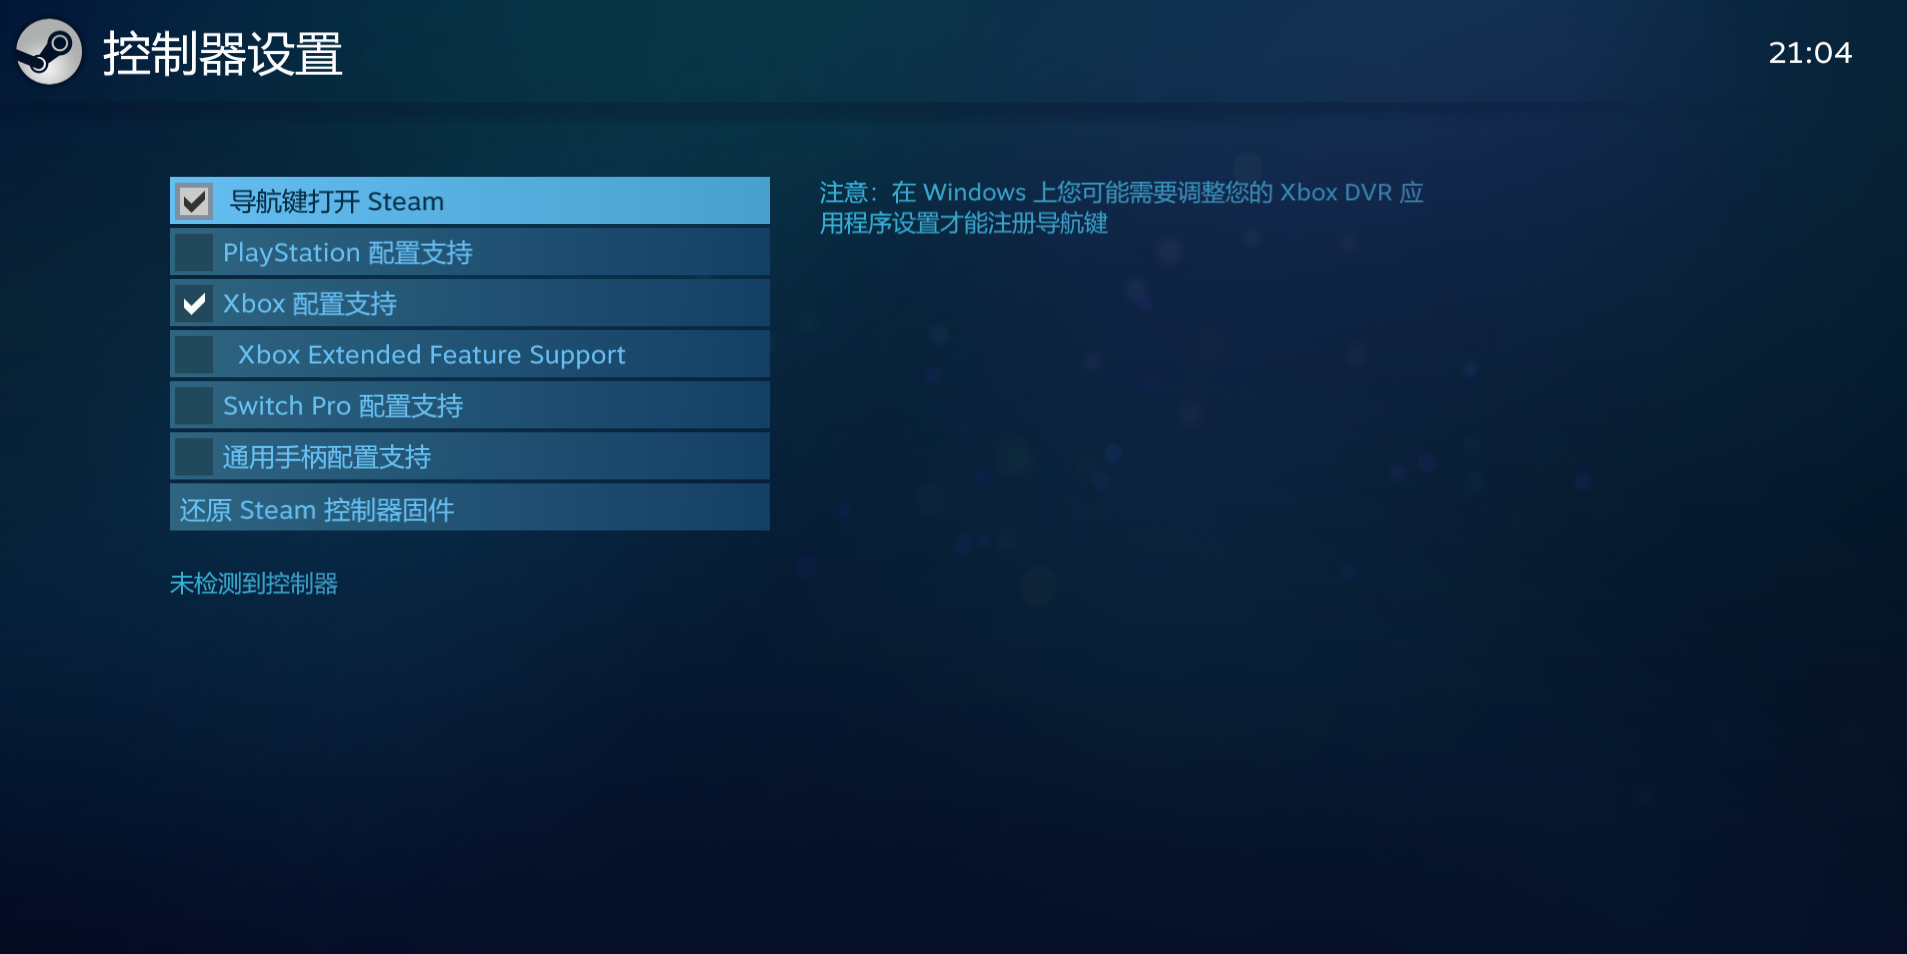 控制器设置
21:04
导航键打开 Steam
PlayStation 配置支持
Xbox 配置支持
Xbox Extended Feature Support
Switch Pro 配置支持
通用手柄配置支持
还原 Steam 控制器固件
未检测到控制器
注意：在 Windows 上您可能需要调整您的 Xbox DVR 应
用程序设置才能注册导航键